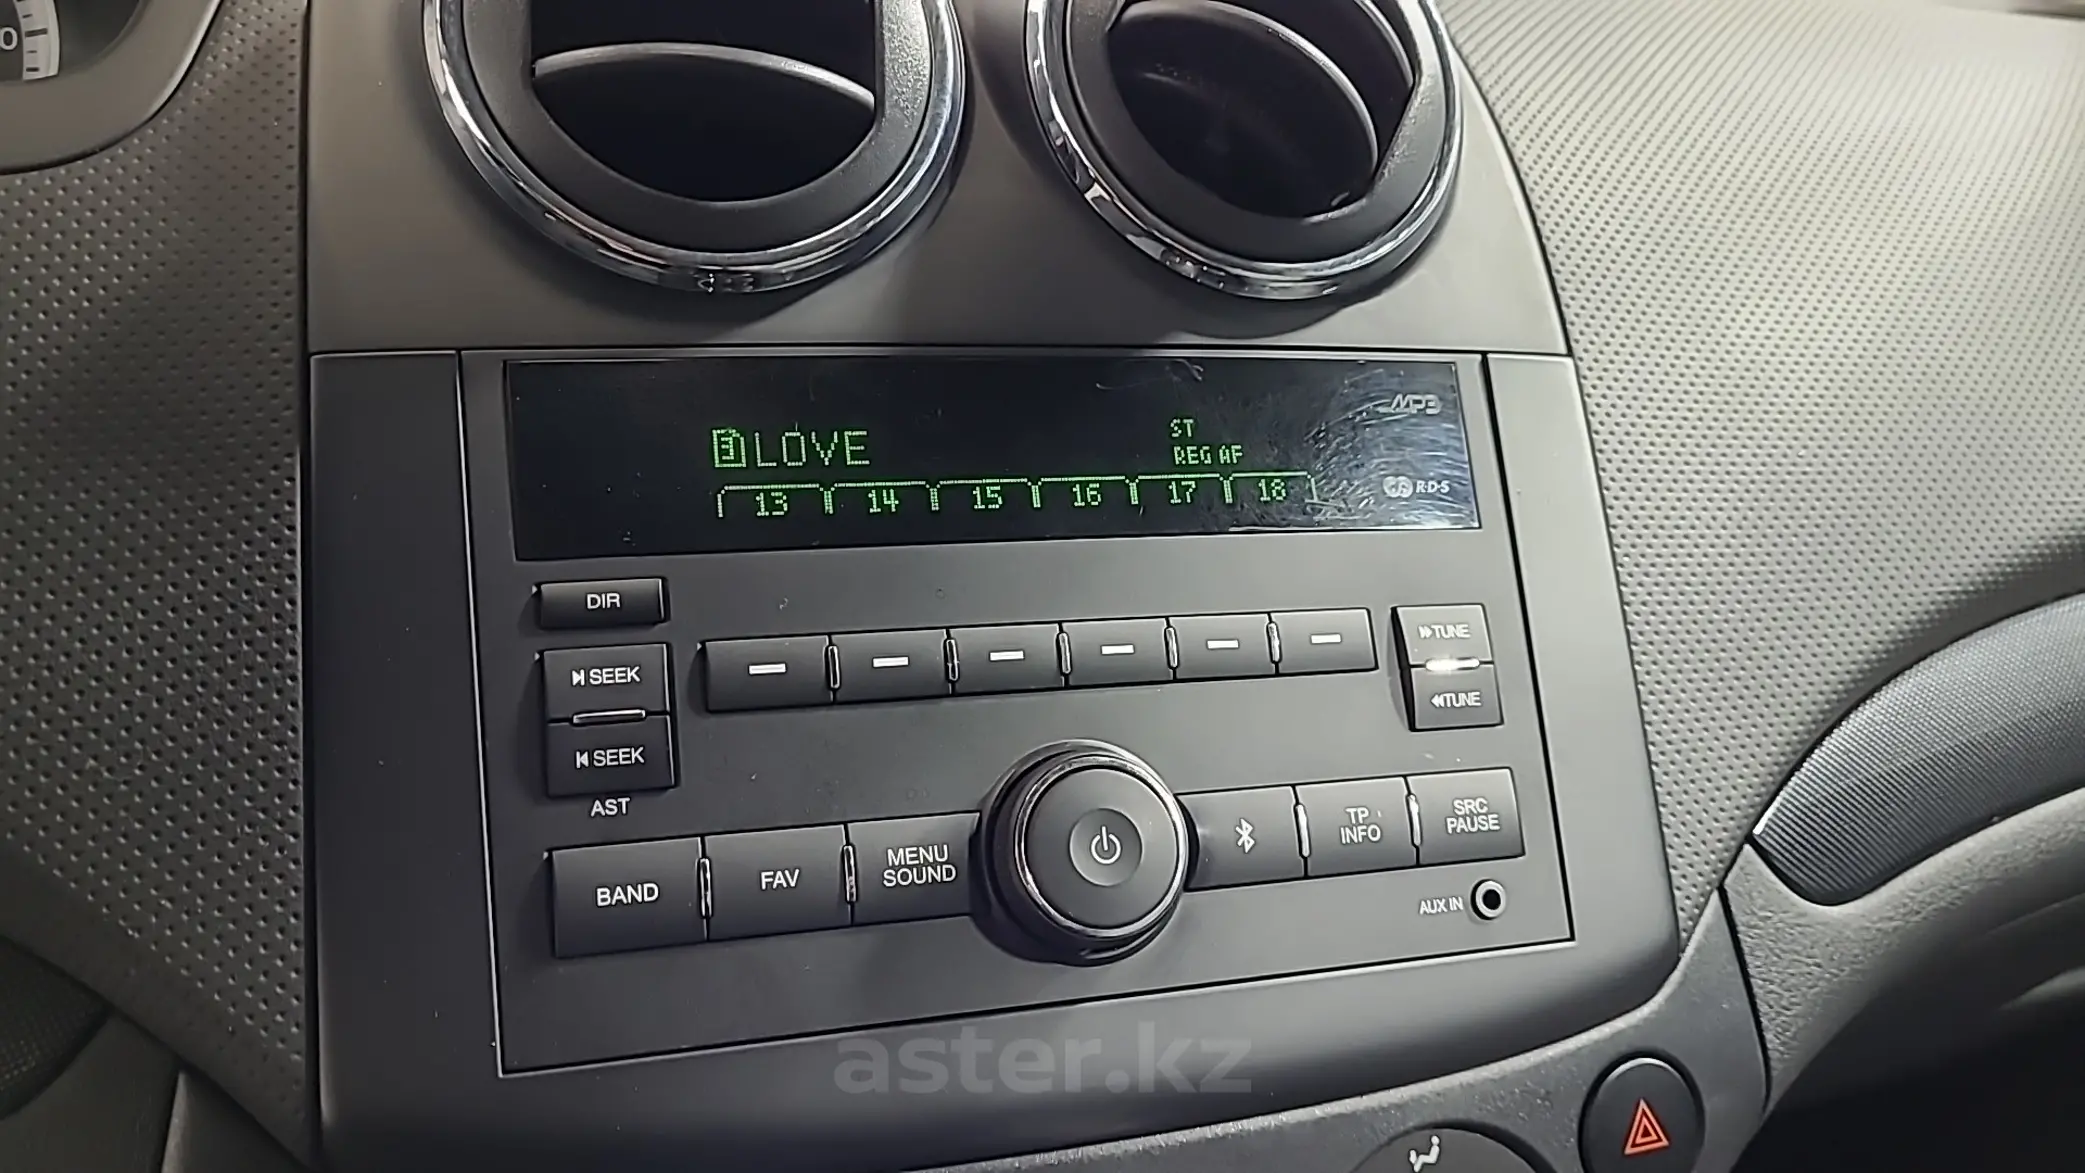 0
MP3
3 LOVE
ST
REG AF
13 14 15 16 17 18
R·D·S
DIR
SEEK
TUNE
TUNE
SEEK
AST
BAND
FAV
MENU
SOUND
TP
INFO
SRC
PAUSE
AUX IN
aster.kz